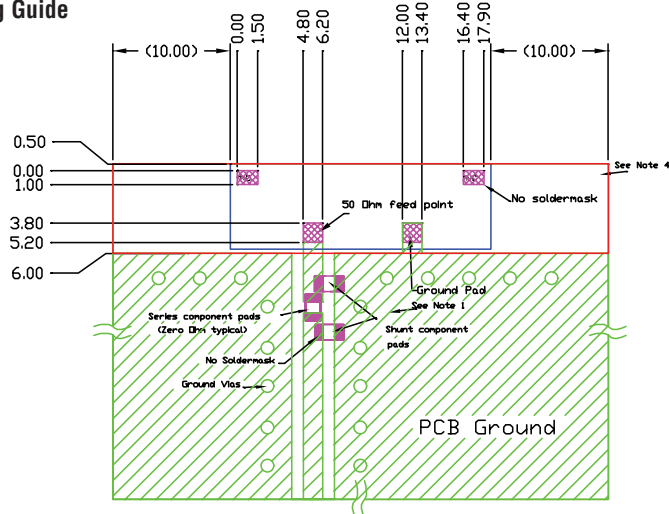 g Guide
0.00
1.50
4.80
6.20
12.00
13.40
16.40
17.90
(10.00)
(10.00)
0.50
0.00
1.00
3.80
5.20
6.00
See Note 4
No soldermask
50 Ohm feed point
Ground Pad
See Note 1
Series component pads
(Zero Ohm typical)
Shunt component
pads
No Soldermask
Ground Vias
PCB Ground